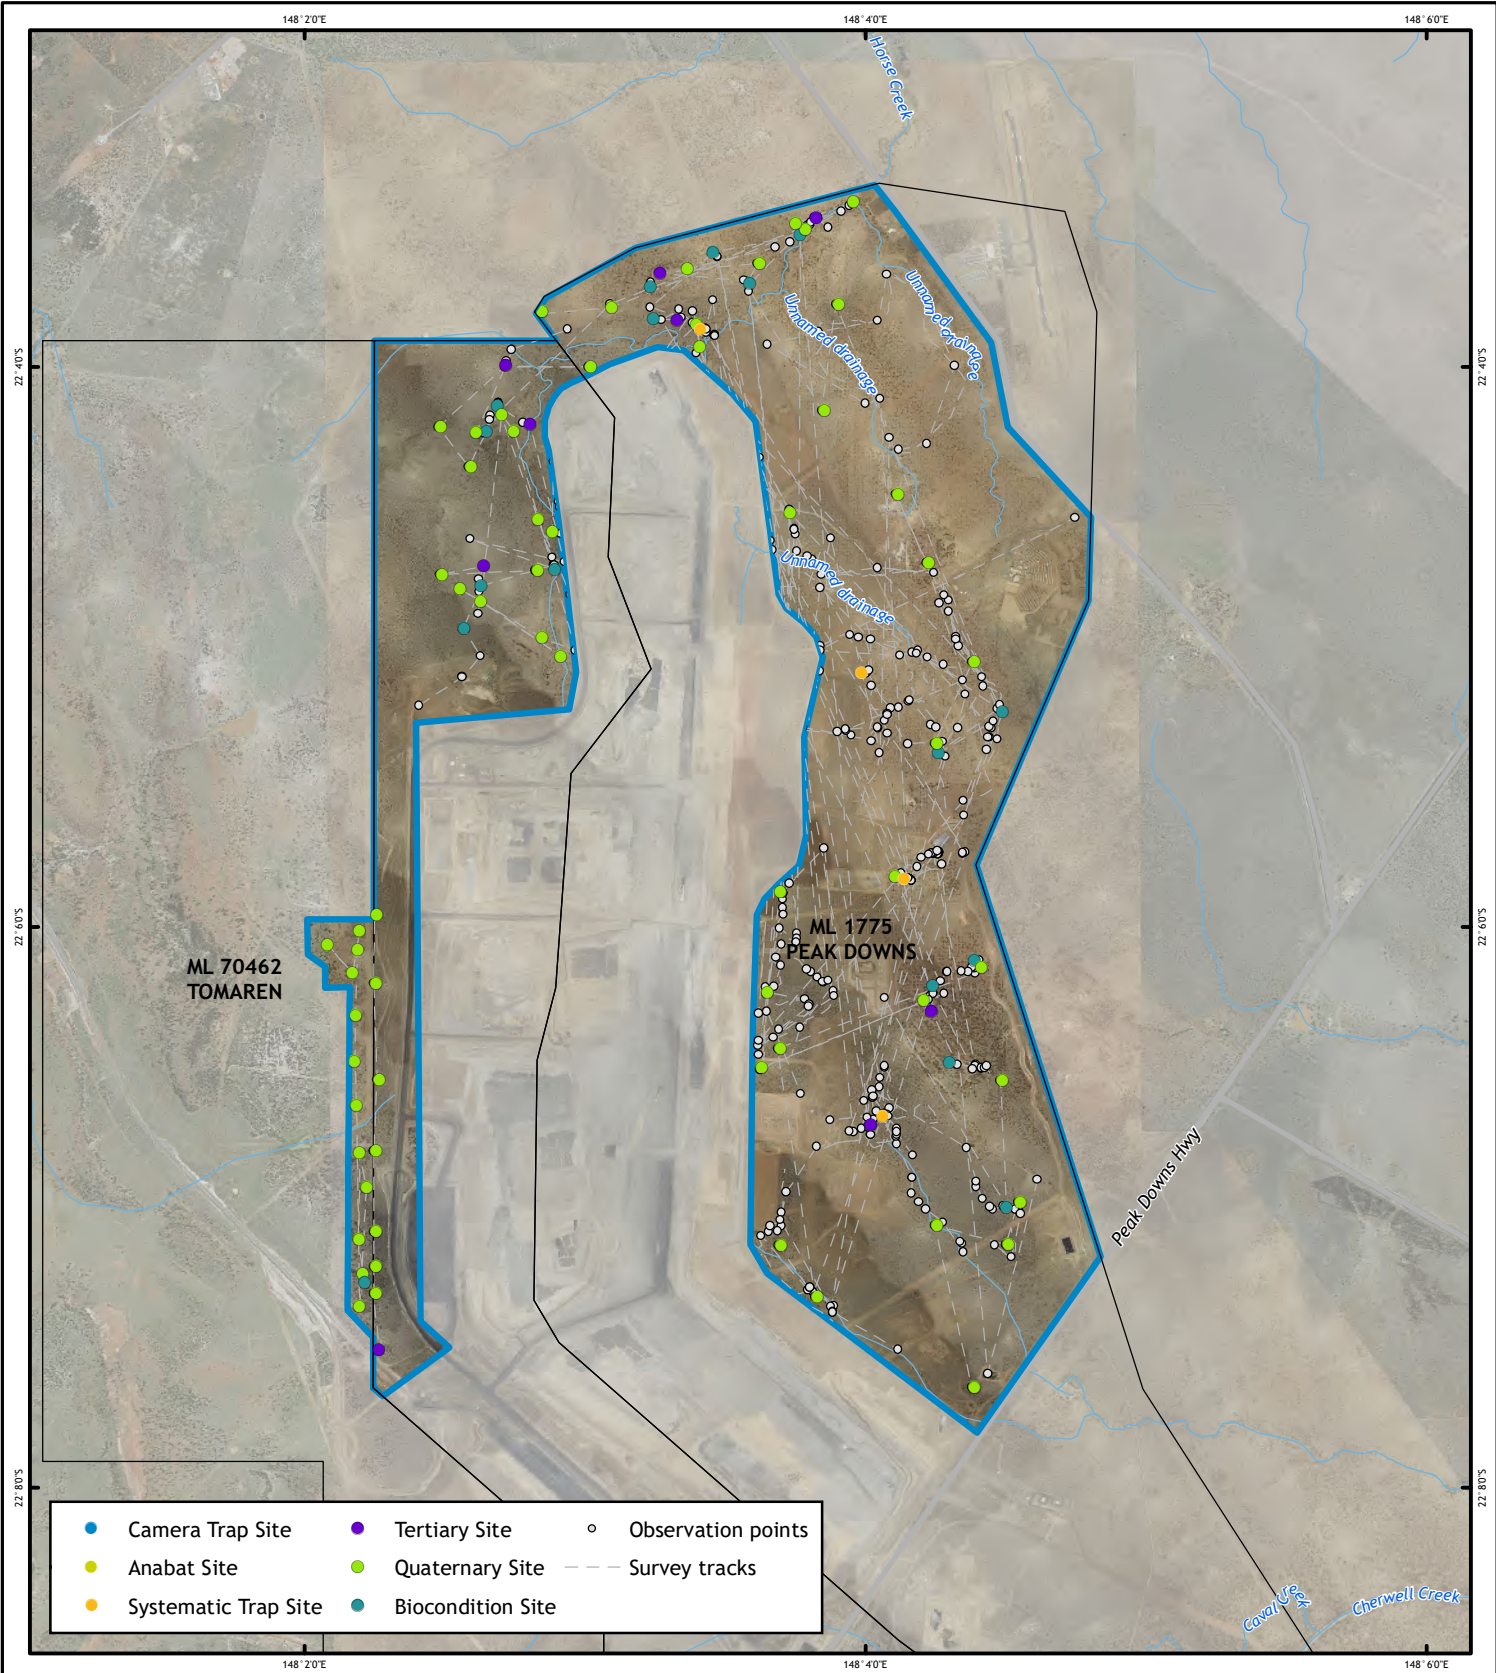 148°2'0"E
148°4'0"E
148°6'0"E
Horse Creek
Unnamed drainage
Unnamed drainage
22°4'0"S
22°4'0"S
Unnamed drainage
22°6'0"S
22°6'0"S
ML 1775
PEAK DOWNS
ML 70462
TOMAREN
Peak Downs Hwy
22°8'0"S
22°8'0"S
Camera Trap Site
Anabat Site
Systematic Trap Site
Tertiary Site
Quaternary Site
Biocondition Site
Observation points
Survey tracks
Caval Creek
Cherwell Creek
148°2'0"E
148°4'0"E
148°6'0"E